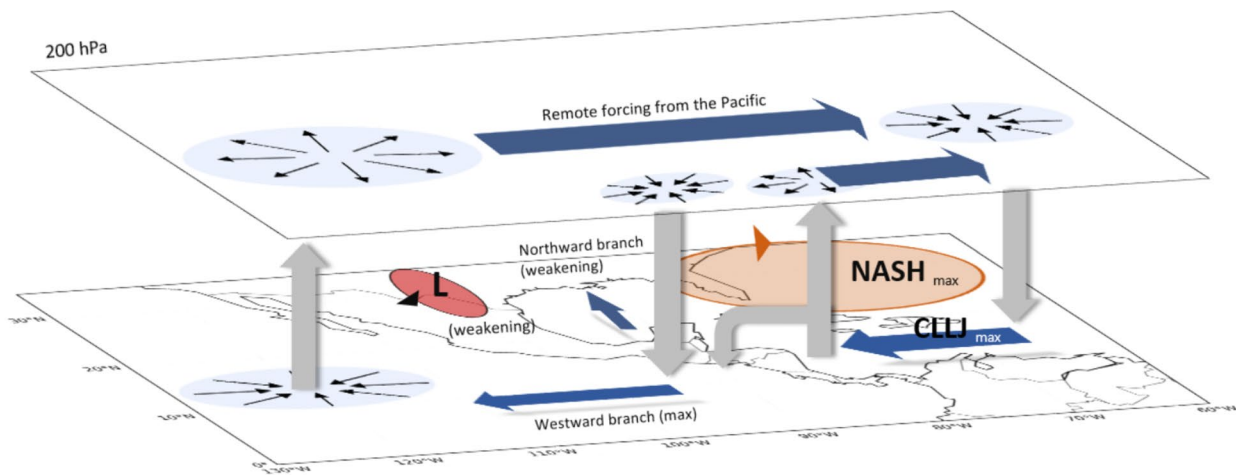 200 hPa
Remote forcing from the Pacific
Northward branch
(weakening)
L
(weakening)
NASH max
CLLJ max
Westward branch (max)
30°N
20°N
10°N
0°
130°W
120°W
110°W
100°W
90°W
80°W
70°W
60°W